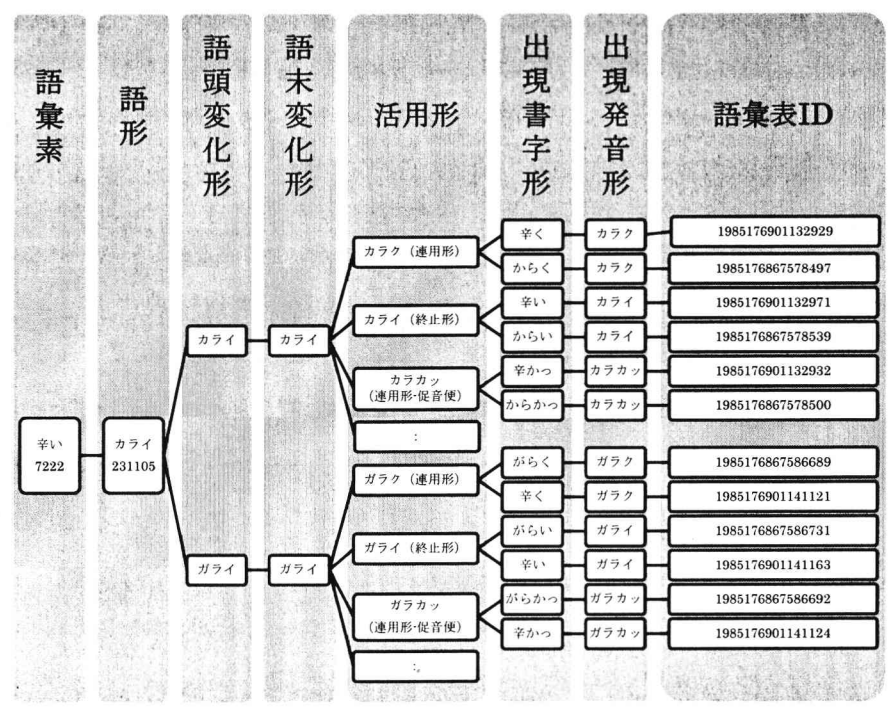 語彙素
語形
語頭変化形
語末変化形
活用形
出現書字形
出現発音形
語彙表ID
辛い
7222
カライ
231105
カライ
カライ
カラク（連用形）
辛く
カラク
1985176901132929
からく
カラク
1985176867578497
カライ（終止形）
辛い
カライ
1985176901132971
からい
カライ
1985176867578539
カラカッ
（連用形-促音便）
辛かっ
カラカッ
1985176901132932
からかっ
カラカッ
1985176867578500
：
ガライ
ガライ
ガラク（連用形）
がらく
ガラク
1985176867586689
辛く
ガラク
1985176901141121
ガライ（終止形）
がらい
ガライ
1985176867586731
辛い
ガライ
1985176901141163
ガラカッ
（連用形-促音便）
がらかっ
ガラカッ
1985176867586692
辛かっ
ガラカッ
1985176901141124
：。